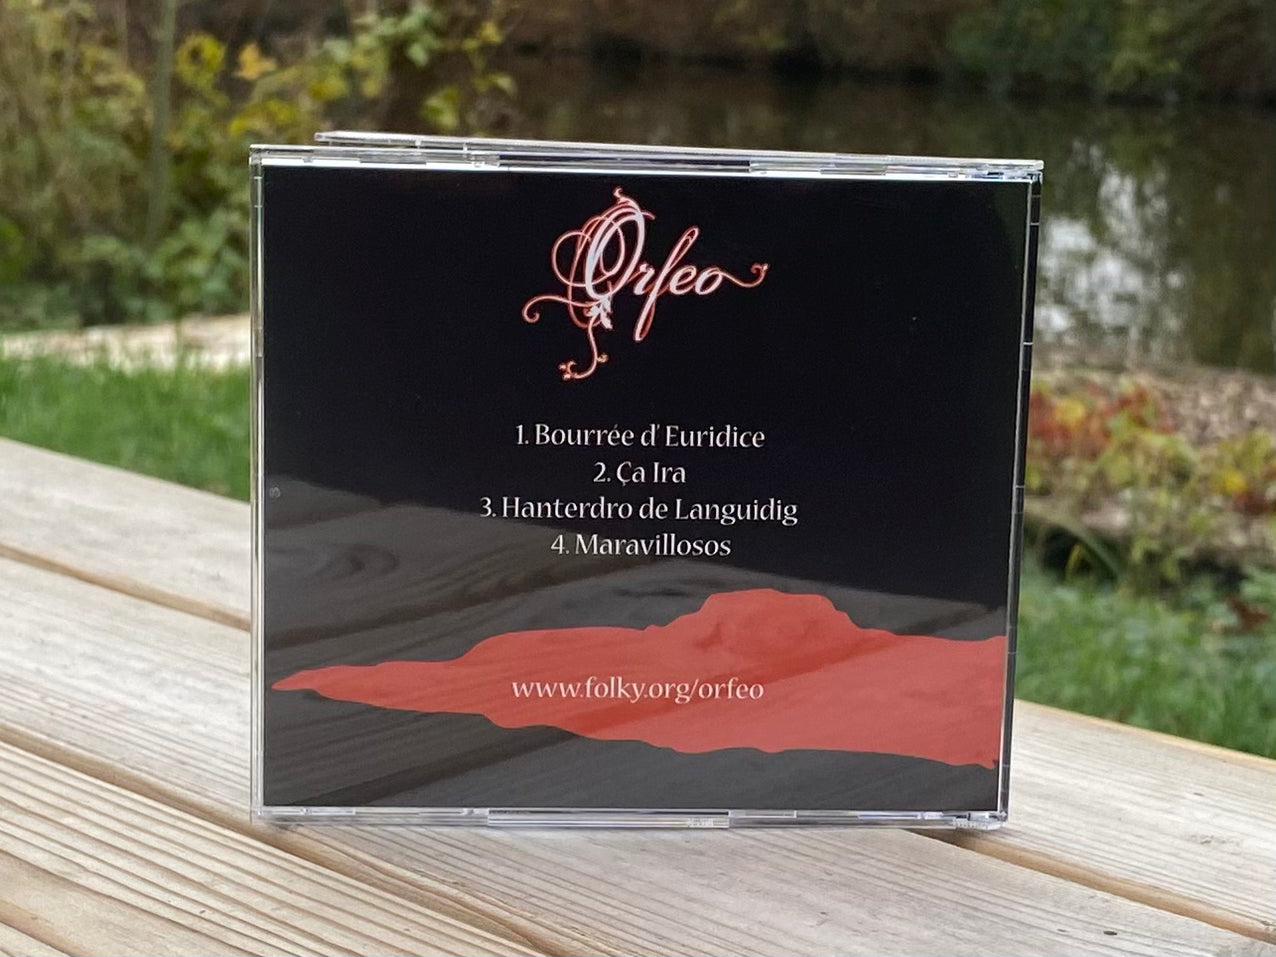 Orfeo
1. Bourrée d'Euridice
2. Ça Ira
3. Hanterdro de Languidig
4. Maravillosos
www.folky.org/orfeo